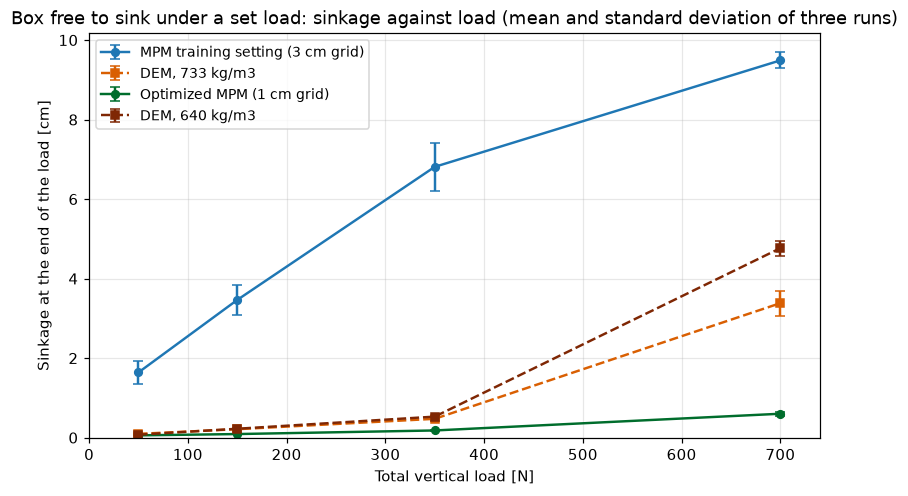 Box free to sink under a set load: sinkage against load (mean and standard deviation of three runs)
10
8
6
4
2
0
Sinkage at the end of the load [cm]
MPM training setting (3 cm grid)
DEM, 733 kg/m3
Optimized MPM (1 cm grid)
DEM, 640 kg/m3
0 100 200 300 400 500 600 700
Total vertical load [N]